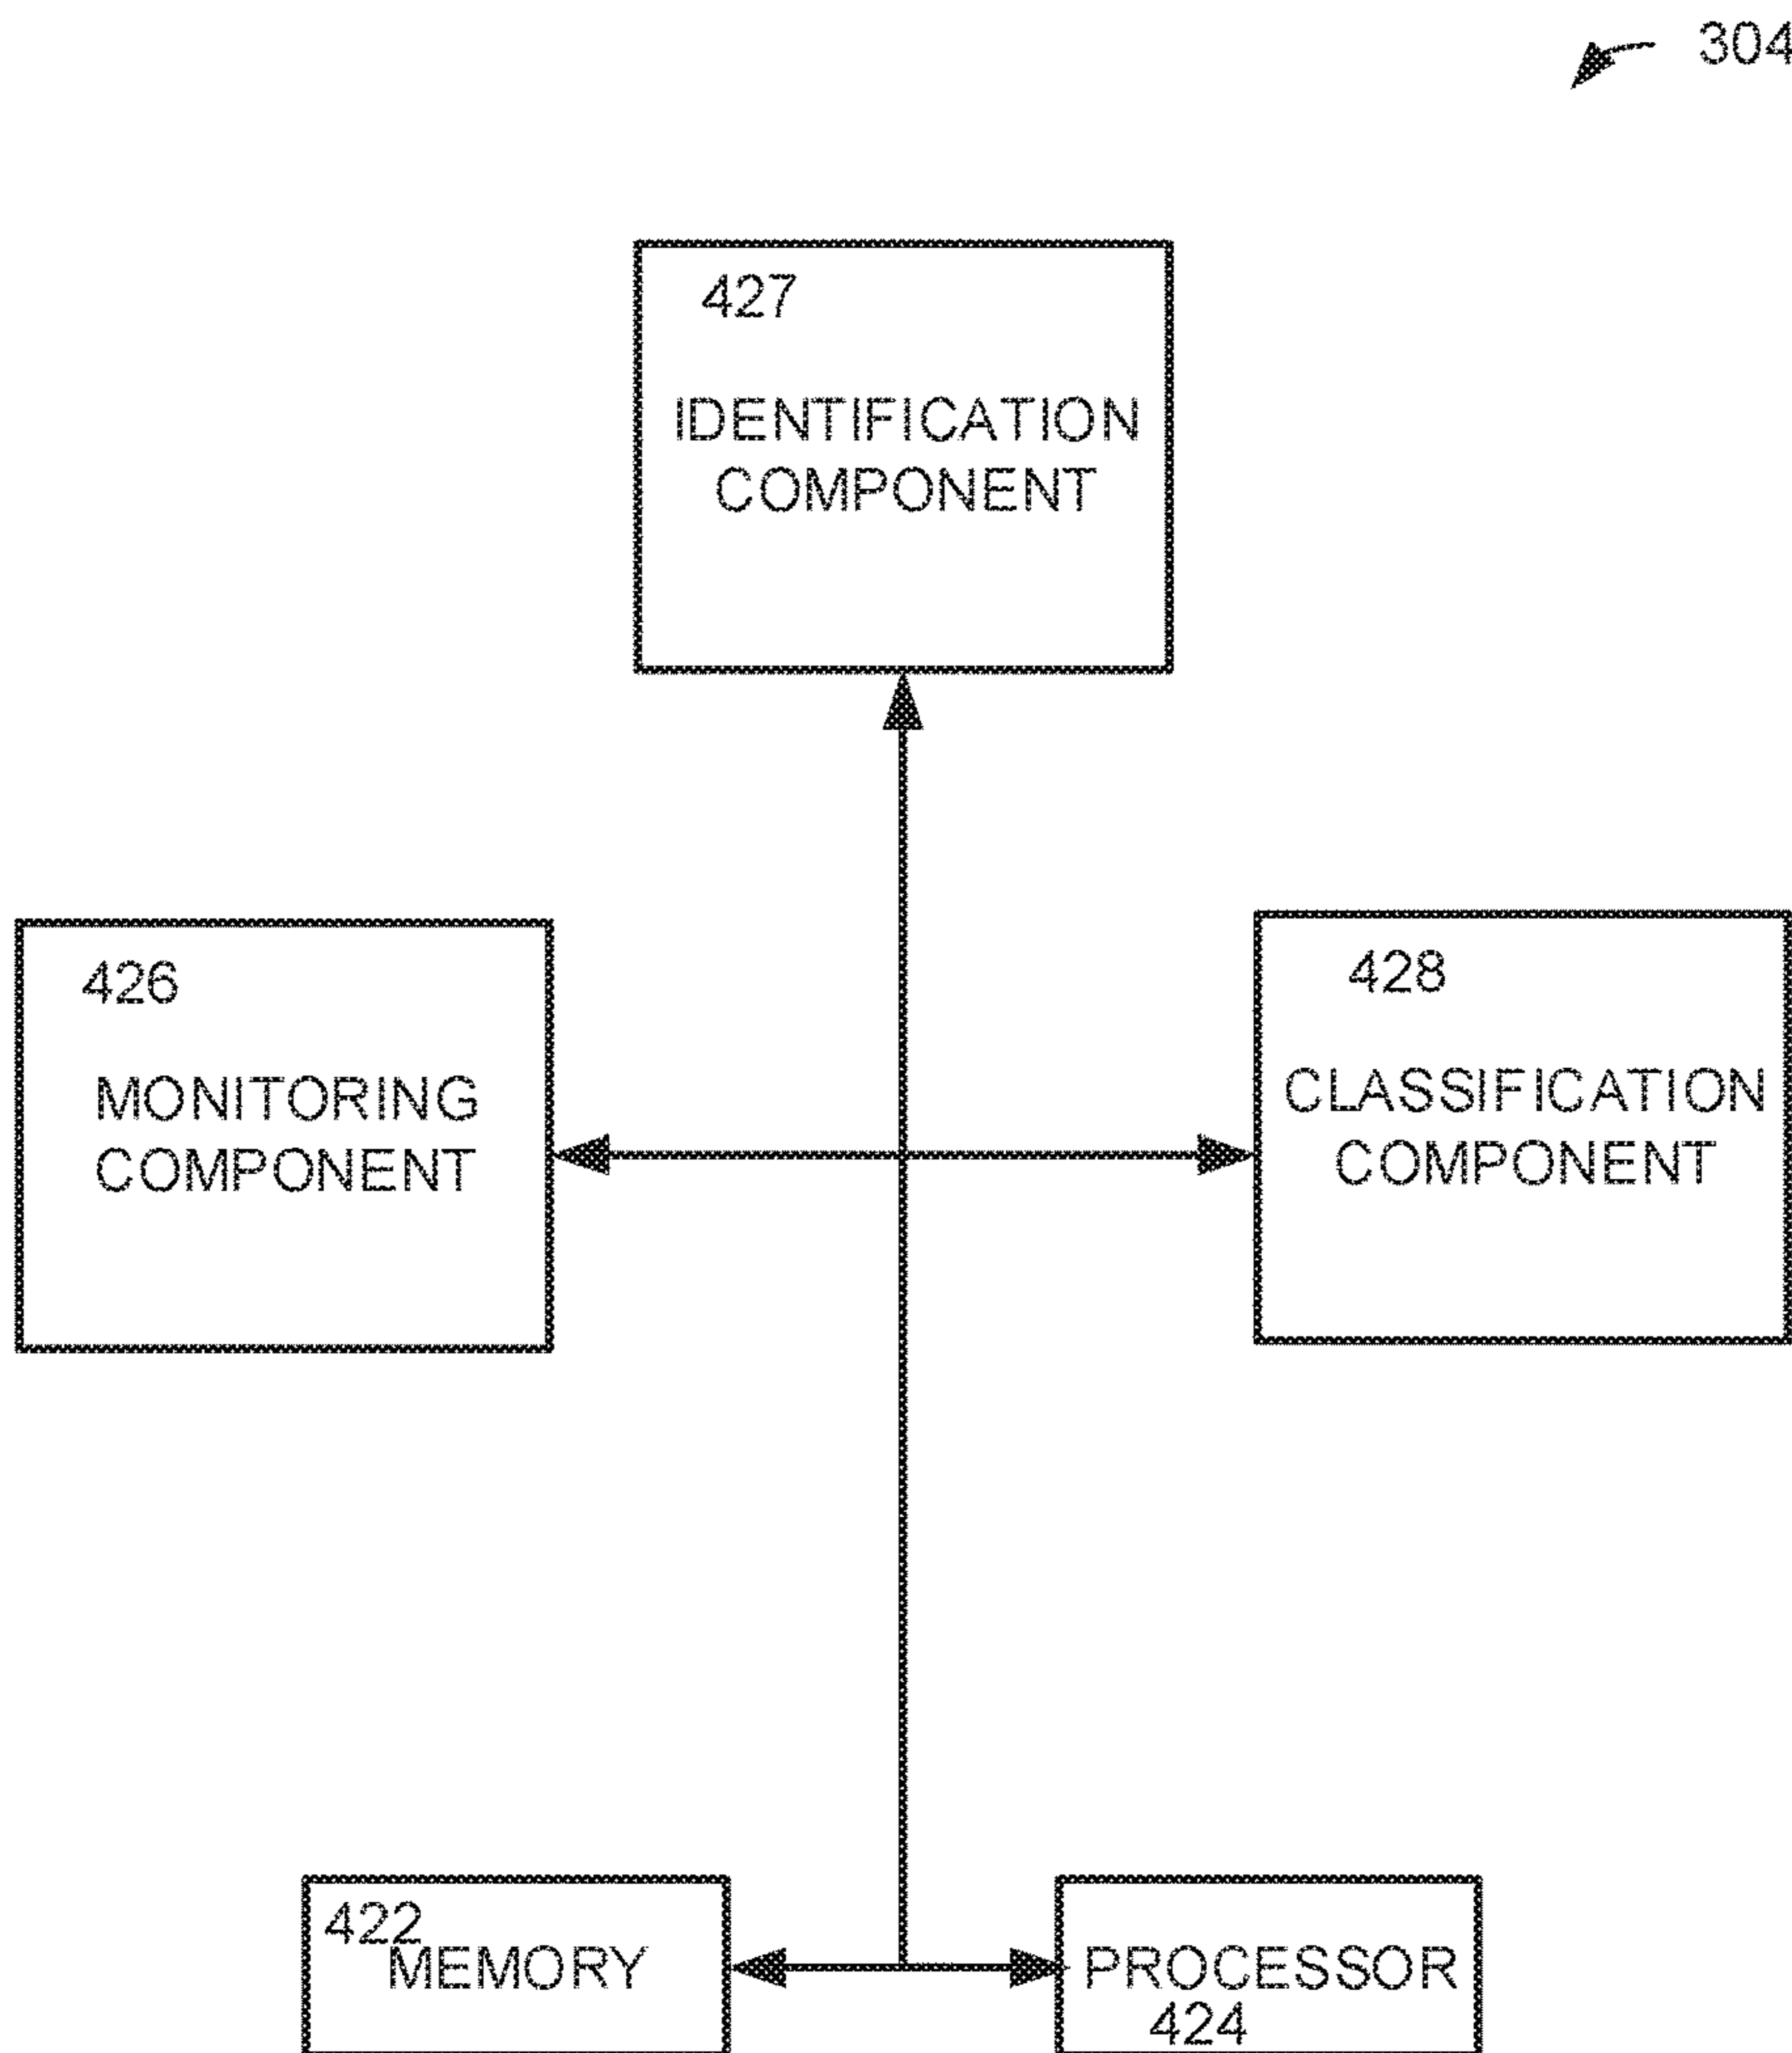 304
427
IDENTIFICATION
COMPONENT
426
MONITORING
COMPONENT
428
CLASSIFICATION
COMPONENT
422
MEMORY
PROCESSOR
424